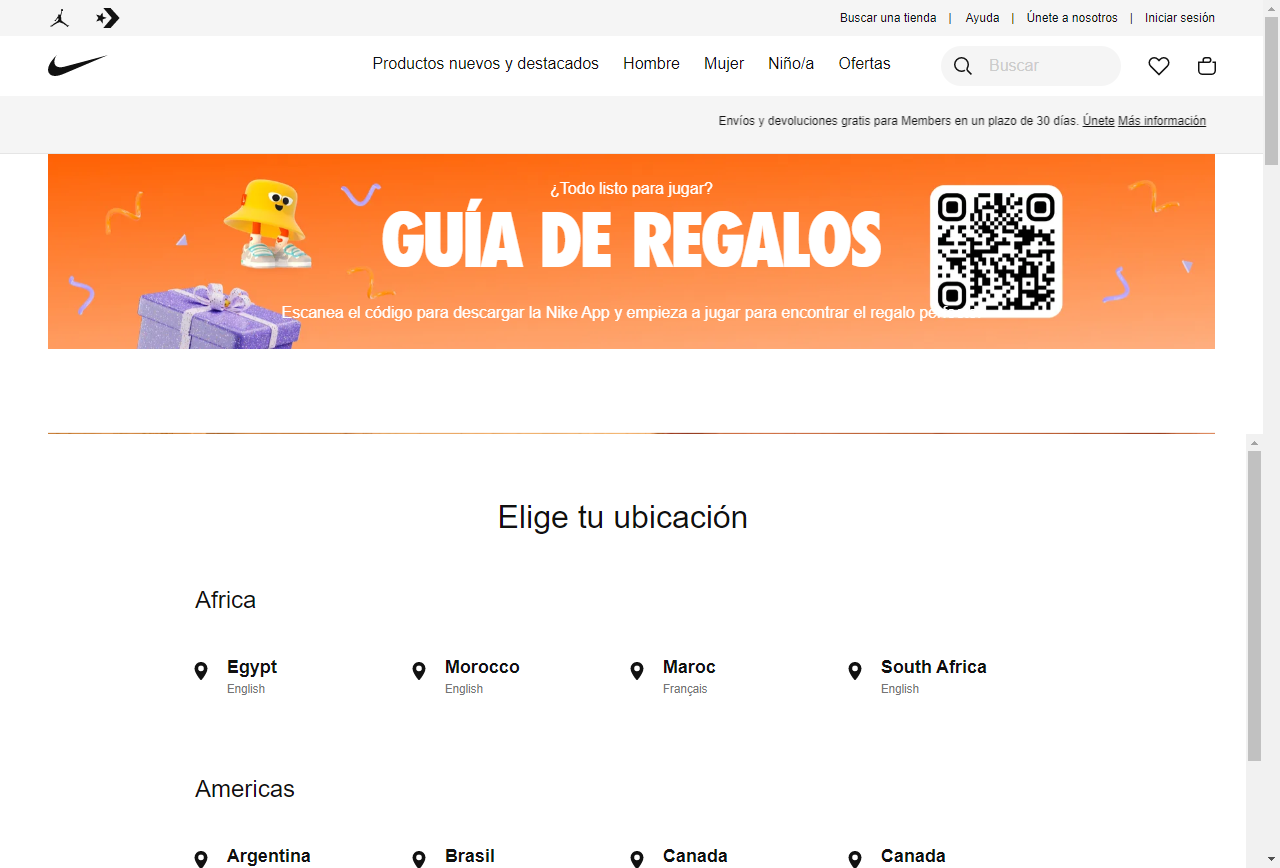 Buscar una tienda | Ayuda | Únete a nosotros | Iniciar sesión
Productos nuevos y destacados Hombre Mujer Niño/a Ofertas Buscar
Envíos y devoluciones gratis para Members en un plazo de 30 días. Únete Más información
¿Todo listo para jugar?
GUÍA DE REGALOS
Escanea el código para descargar la Nike App y empieza a jugar para encontrar el regalo
Elige tu ubicación
Africa
Egypt Morocco Maroc South Africa
English English Français English
Americas
Argentina Brasil Canada Canada